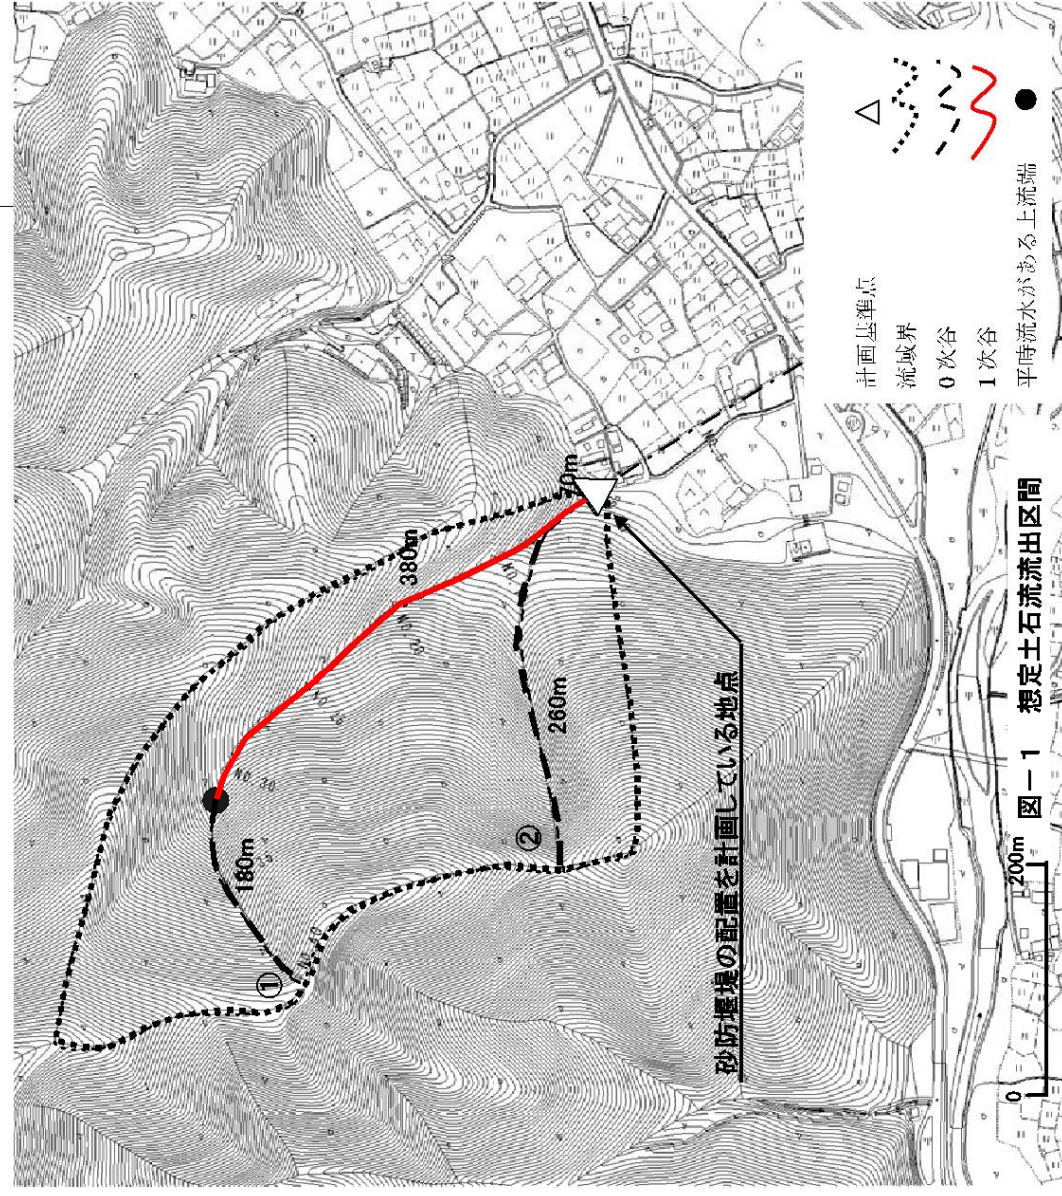 計画基準点
流域界
0次谷
1次谷
平時流水がある上流端
70m
380m
NO.30
180m
①
260m
②
砂防堰堤の配置を計画している地点
0
200m
図－1 想定土石流流出区間